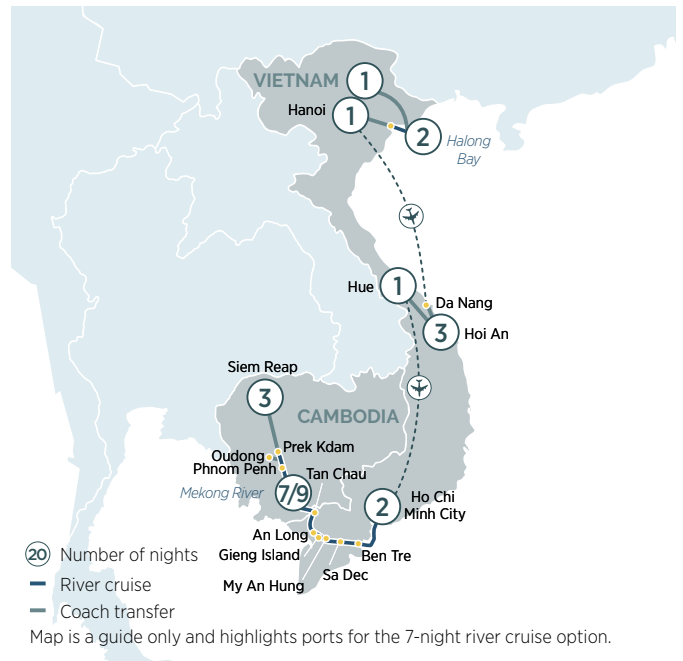 VIETNAM
1
Hanoi
1
2
Halong
Bay
Hue
1
Da Nang
3
Hoi An
Siem Reap
3
CAMBODIA
Prek Kdam
Oudong
Phnom Penh
Tan Chau
Mekong River
7/9
2
Ho Chi
Minh City
An Long
Gieng Island
Ben Tre
Sa Dec
My An Hung
20 Number of nights
River cruise
Coach transfer
Map is a guide only and highlights ports for the 7-night river cruise option.